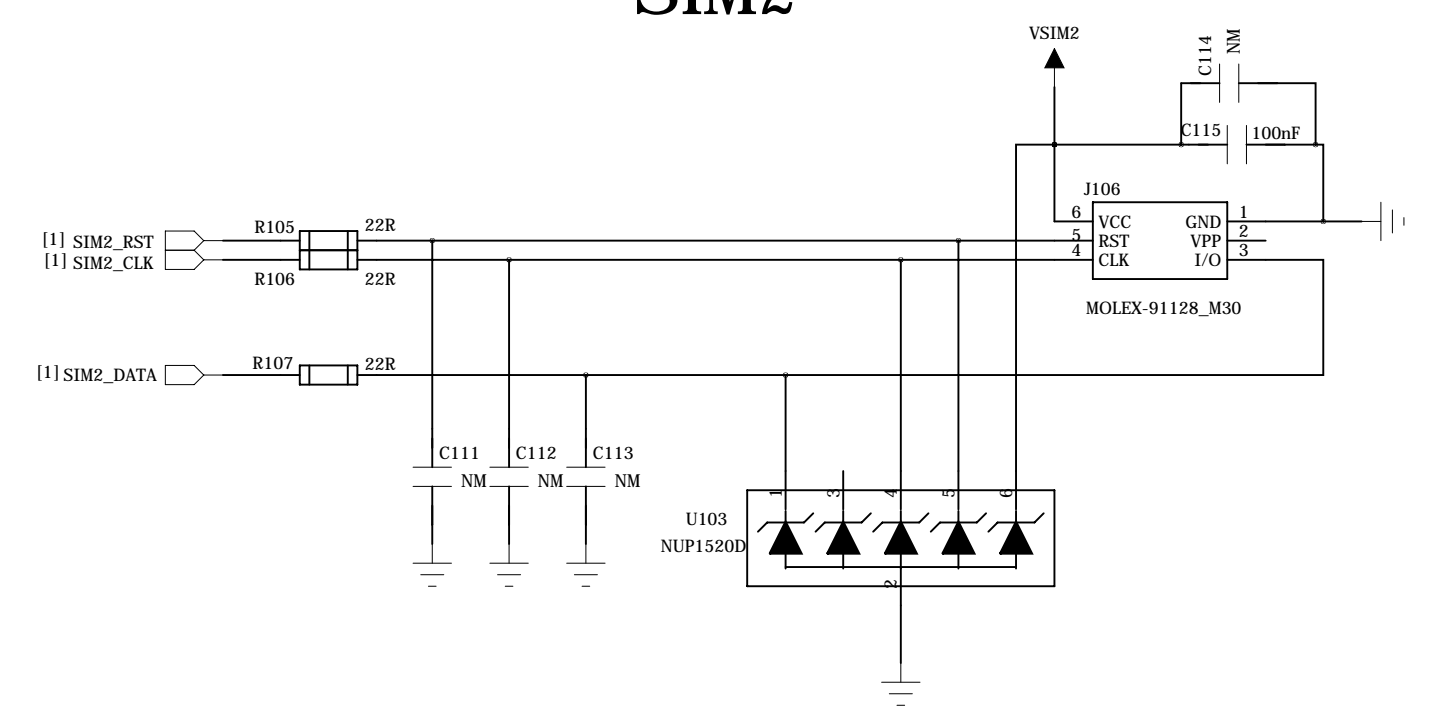 SIM2
VSIM2
C114
NM
C115
100nF
J106
6
VCC
GND
1
5
RST
VPP
2
4
CLK
I/O
3
MOLEX-91128_M30
[1] SIM2_RST
R105
22R
[1] SIM2_CLK
R106
22R
[1] SIM2_DATA
R107
22R
C111
NM
C112
NM
C113
NM
1
3
4
5
6
U103
NUP1520D
2